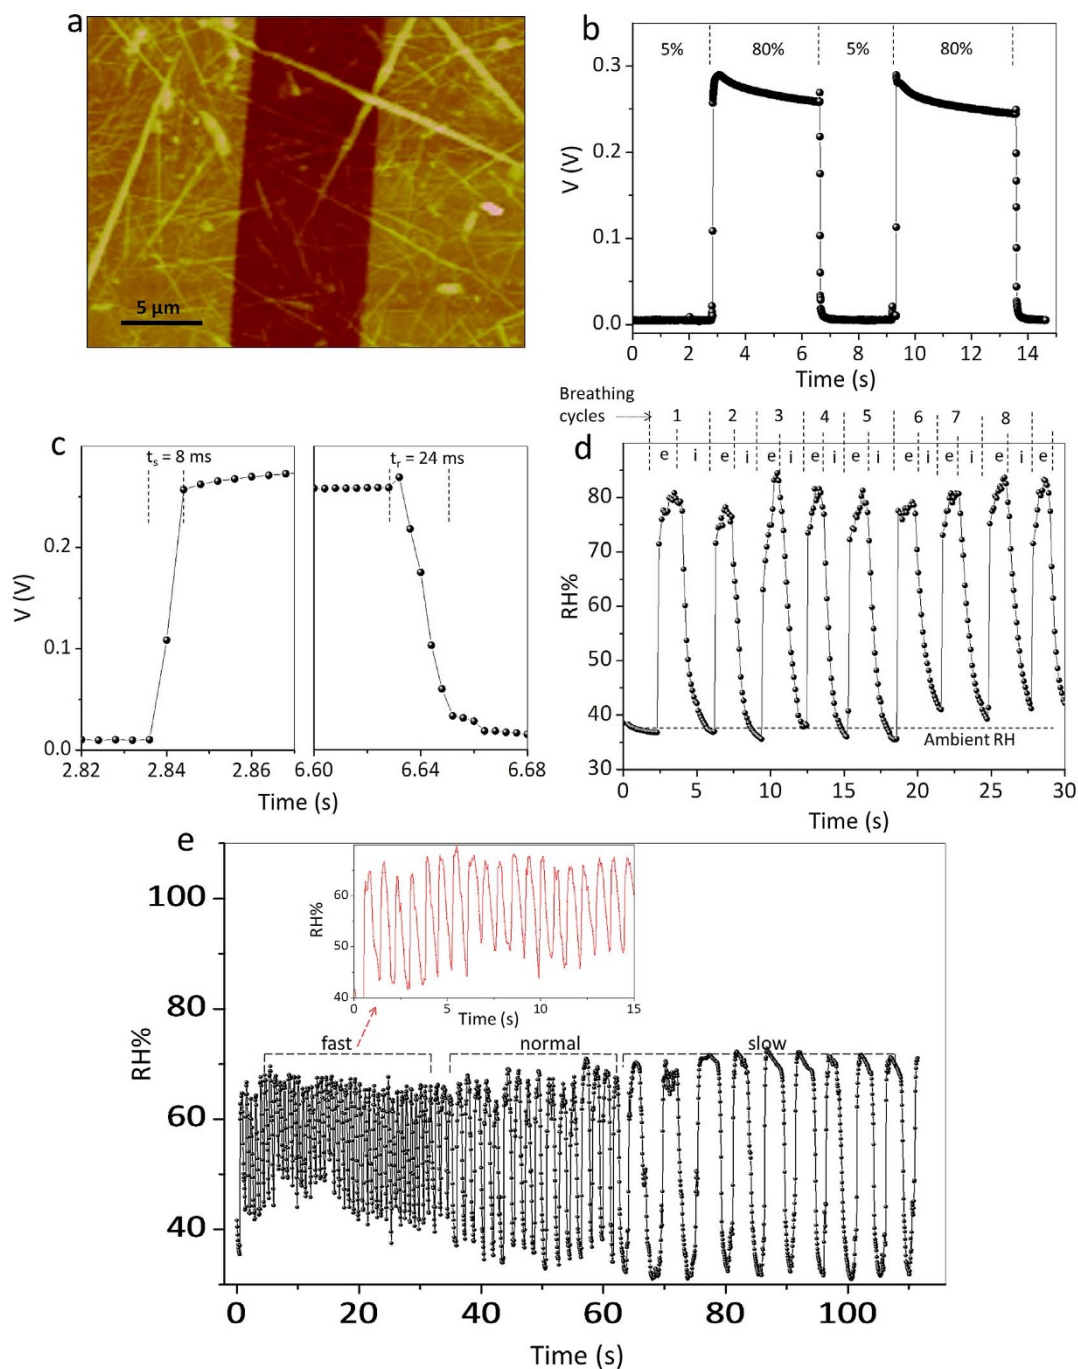 a
5 µm
b
5% 80% 5% 80%
0.3
0.2
0.1
0.0
V (V)
0 2 4 6 8 10 12 14
Time (s)
c
ts = 8 ms
tr = 24 ms
0.2
0.1
0.0
V (V)
2.82 2.84 2.86 6.60 6.64 6.68
Time (s)
Breathing
cycles
1 2 3 4 5 6 7 8
d
e i e i e i e i e i e i e i e i e
80
70
60
50
40
30
RH%
Ambient RH
0 5 10 15 20 25 30
Time (s)
e
60
50
40
RH%
0 5 10 15
Time (s)
100
80
60
40
RH%
fast normal slow
0 20 40 60 80 100
Time (s)